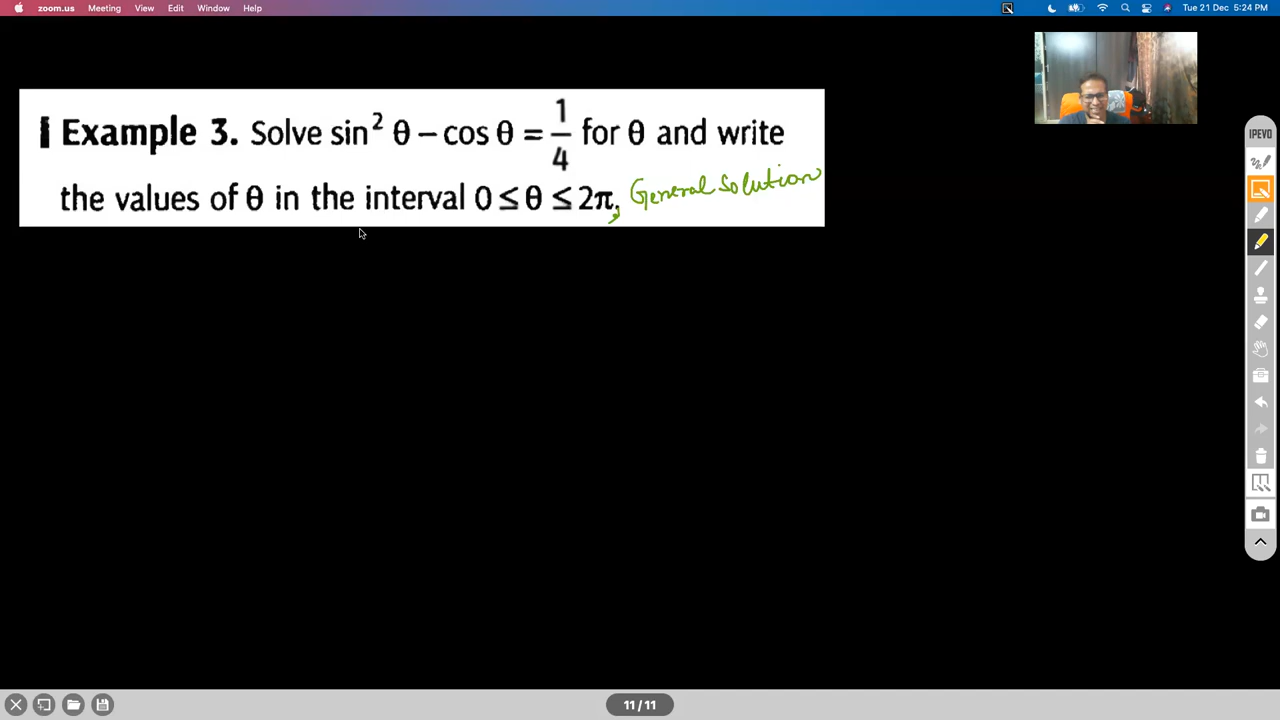 zoom.us Meeting View Edit Window Help Tue 21 Dec 5:24 PM
Example 3. Solve sin² θ – cos θ = 1/4 for θ and write
the values of θ in the interval 0 ≤ θ ≤ 2π. , General Solution
IPEVO
11/11